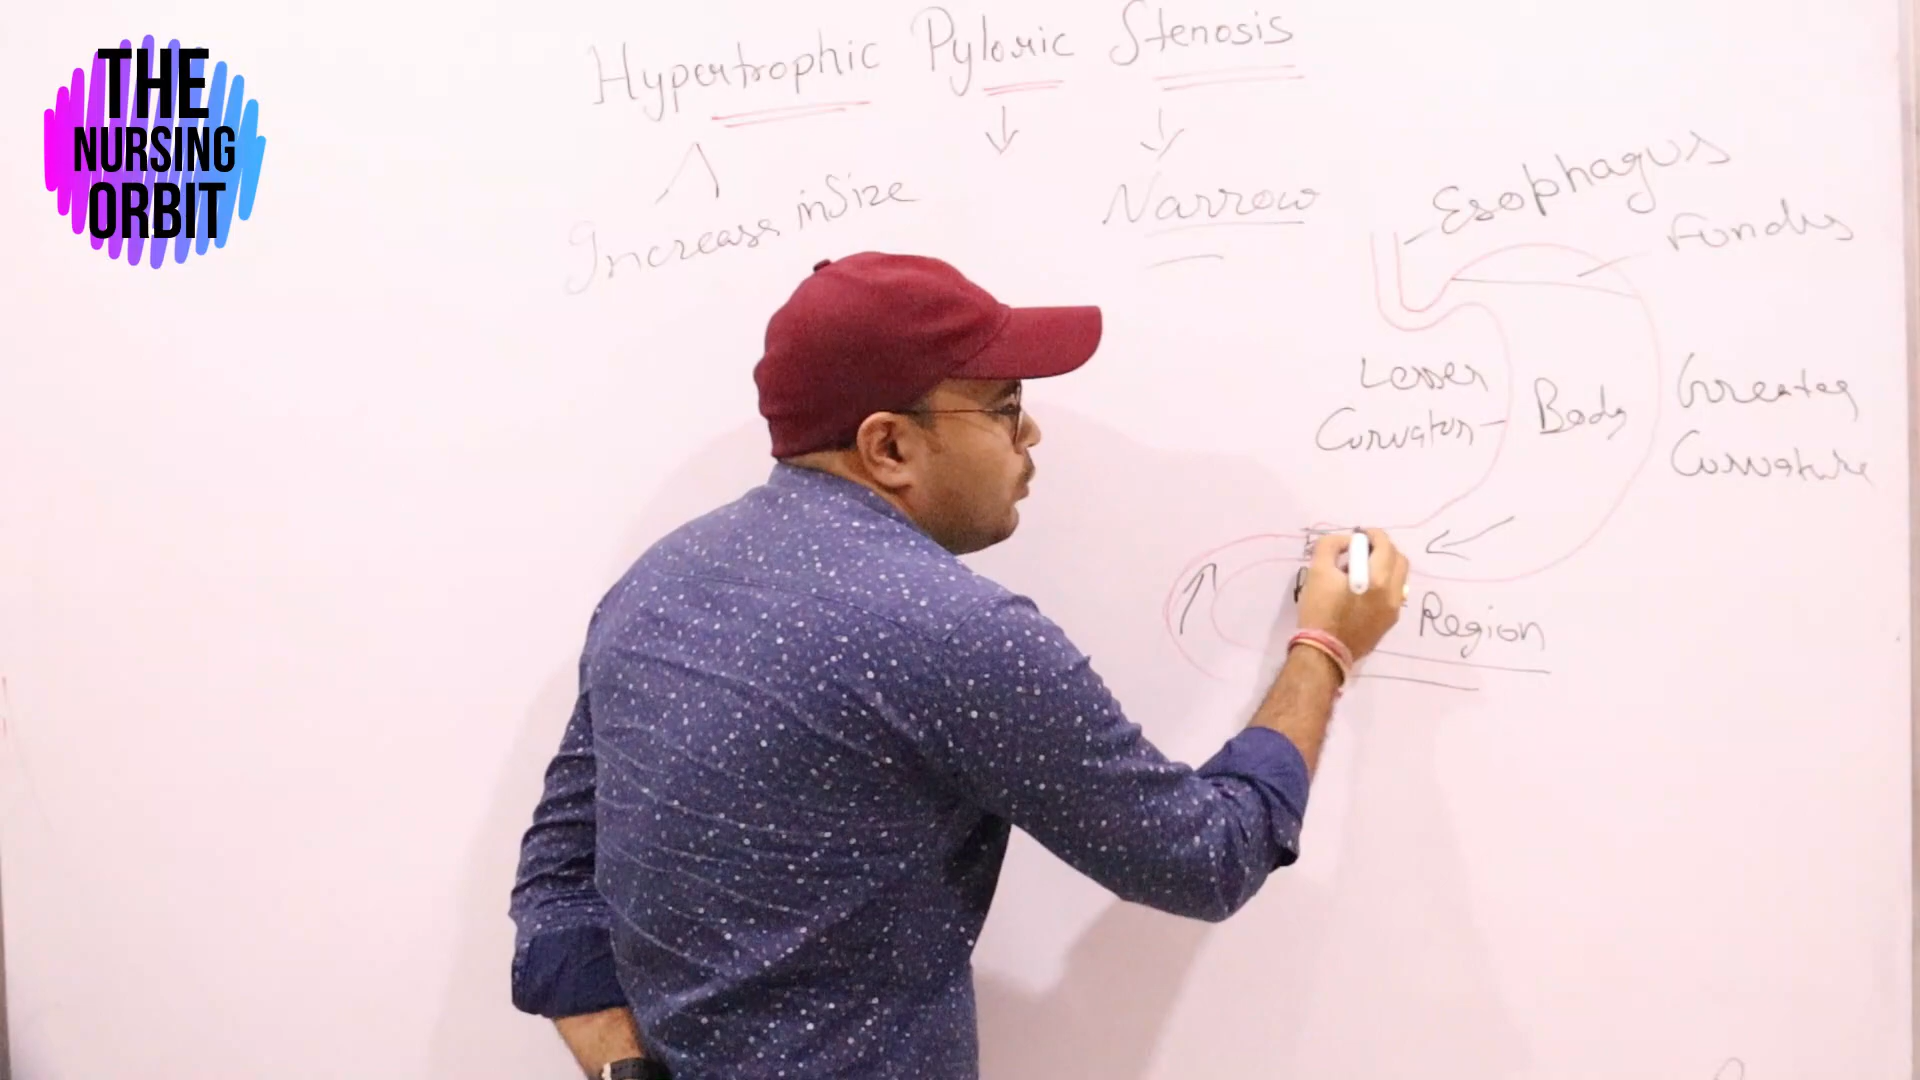 THE
NURSING
ORBIT
Hypertrophic Pyloric Stenosis
Increase in Size
Narrow
Esophagus
Fundus
Lesser
Curvature
Body
Greater
Curvature
Region